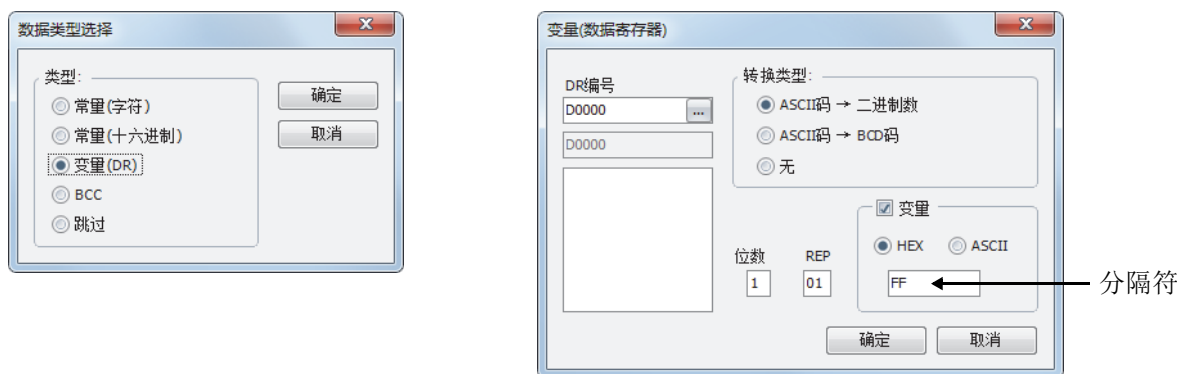 数据类型选择
类型:
常量(字符)
常量(十六进制)
变量(DR)
BCC
跳过
确定
取消
变量(数据寄存器)
DR编号
D0000
...
D0000
转换类型:
ASCII码 → 二进制数
ASCII码 → BCD码
无
变量
HEX ASCII
FF
位数 REP
1 01
分隔符
确定 取消